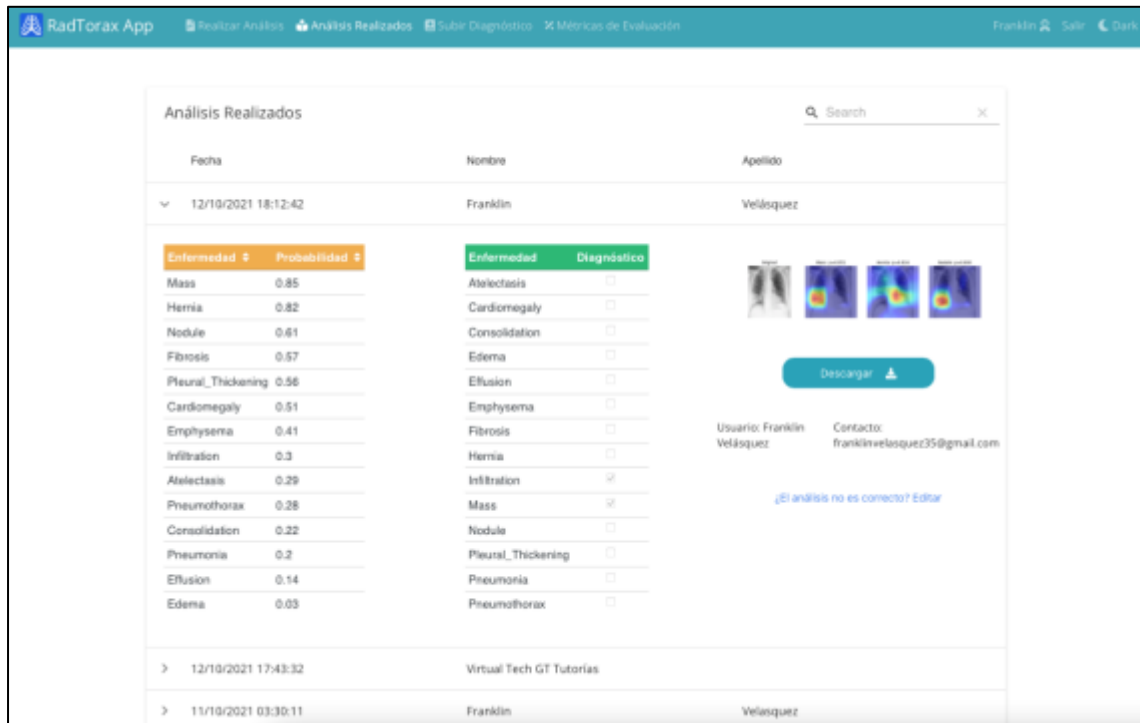 RadTorax App Realizar Análisis Análisis Realizados Subir Diagnóstico Métricas de Evaluación Franklin Salir Dark
Análisis Realizados Search
Fecha Nombre Apellido
12/10/2021 18:12:42 Franklin Velásquez
Enfermedad Probabilidad
Mass 0.85
Hernia 0.82
Nodule 0.61
Fibrosis 0.57
Pleural_Thickening 0.56
Cardiomegaly 0.51
Emphysema 0.41
Infiltration 0.3
Atelectasis 0.29
Pneumothorax 0.28
Consolidation 0.22
Pneumonia 0.2
Effusion 0.14
Edema 0.03
Enfermedad Diagnóstico
Atelectasis
Cardiomegaly
Consolidation
Edema
Effusion
Emphysema
Fibrosis
Hernia
Infiltration
Mass
Nodule
Pleural_Thickening
Pneumonia
Pneumothorax
Descargar
Usuario: Franklin
Velásquez
Contacto:
franklinvelasquez35@gmail.com
¿El análisis no es correcto? Editar
12/10/2021 17:43:32 Virtual Tech GT Tutorías
11/10/2021 03:30:11 Franklin Velasquez